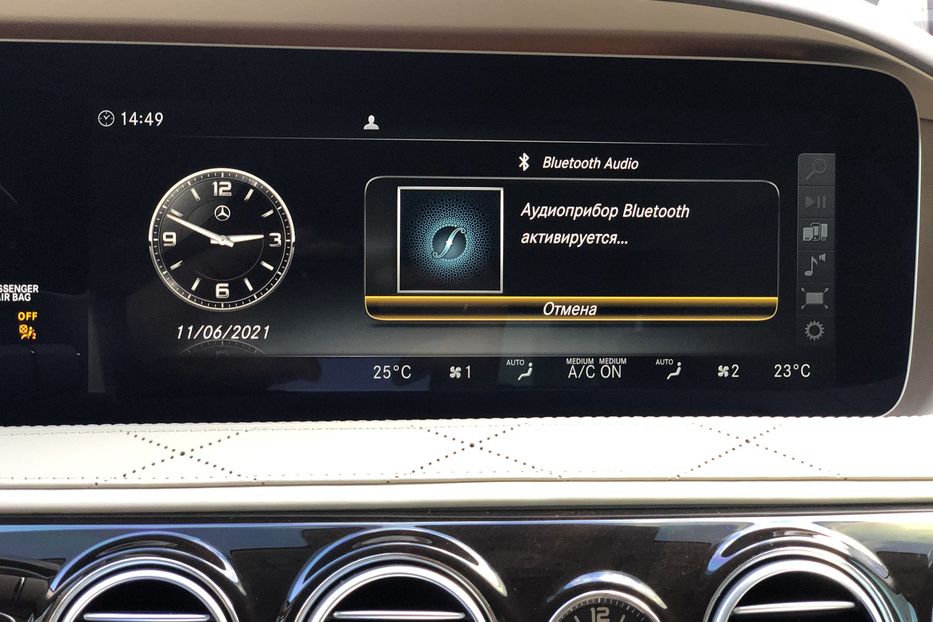 14:49
Bluetooth Audio
12
9
3
6
Аудиоприбор Bluetooth
активируется...
Отмена
11/06/2021
AIR BAG
OFF
25°C 1 AUTO MEDIUM MEDIUM AUTO 2 23°C
A/C ON
12